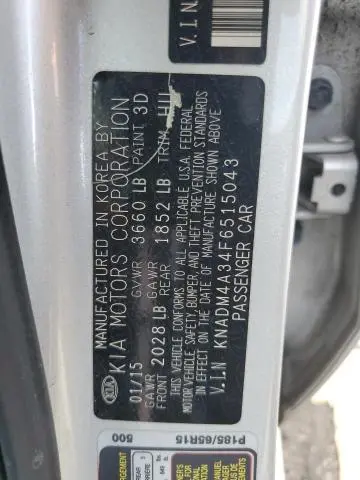 V.I.N
MANUFACTURED IN KOREA BY
KIA MOTORS CORPORATION
KIA
01/15 GVWR 3660 LB PAINT 3D
GAWR FRONT 2028 LB GAWR REAR 1852 LB TRIM HU
THIS VEHICLE CONFORMS TO ALL APPLICABLE U.S.A. FEDERAL
MOTOR VEHICLE SAFETY, BUMPER, AND THEFT PREVENTION STANDARDS
IN EFFECT ON THE DATE OF MANUFACTURE SHOWN ABOVE
V.I.N KNADM4A34F6515043
PASSENGER CAR
P185/65R15
500